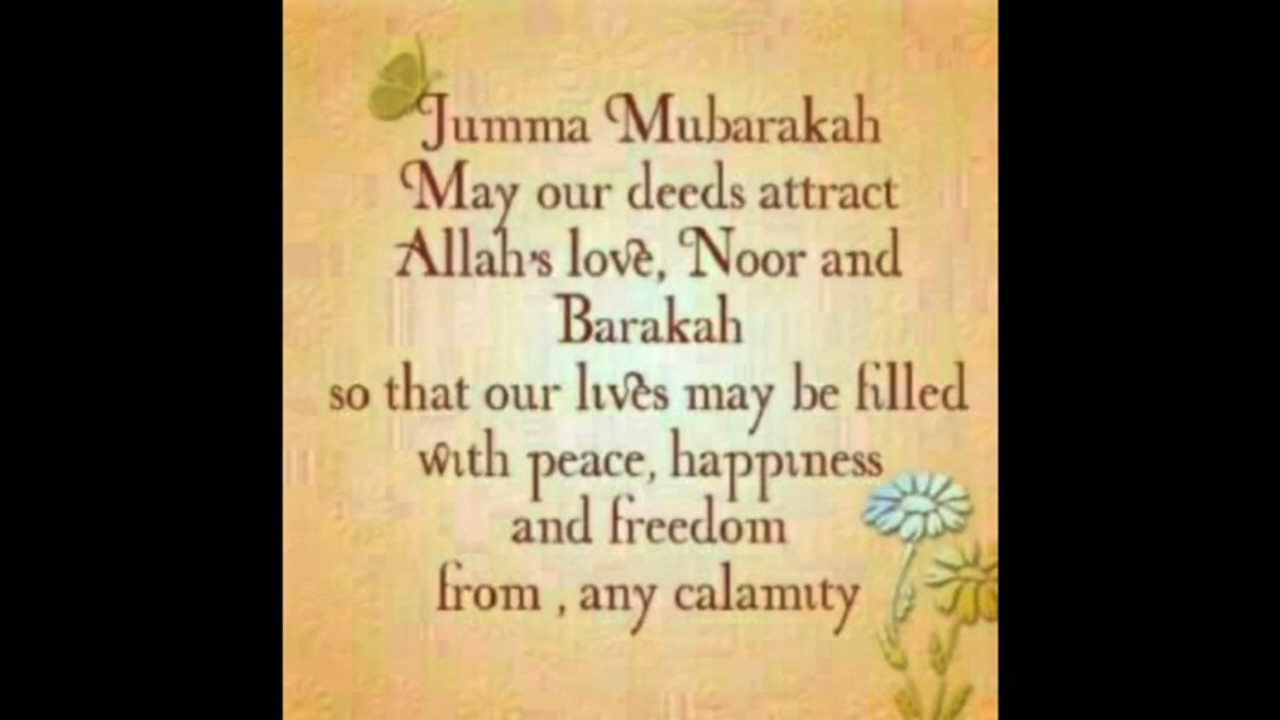 Jumma Mubarakah
May our deeds attract
Allah's love, Noor and
Barakah
so that our lives may be filled
with peace, happiness
and freedom
from , any calamity